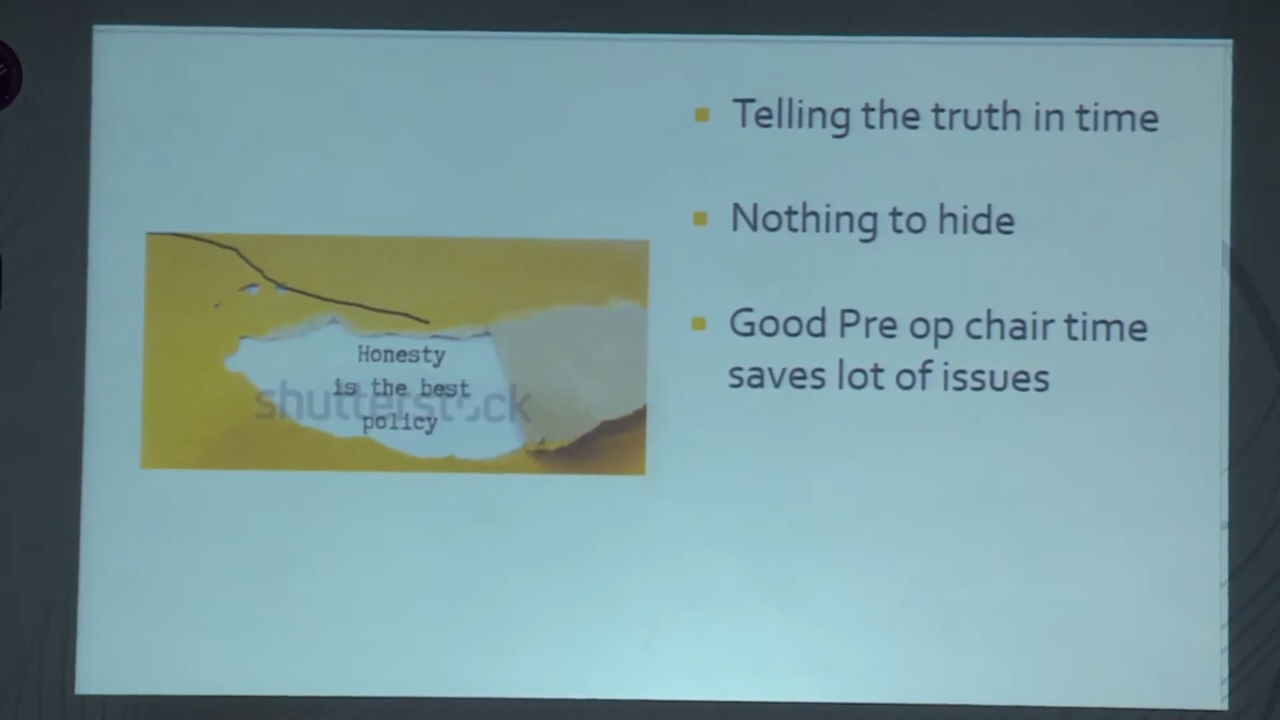 Telling the truth in time
Nothing to hide
Good Pre op chair time
saves lot of issues
Honesty
is the best
policy
shutterstock